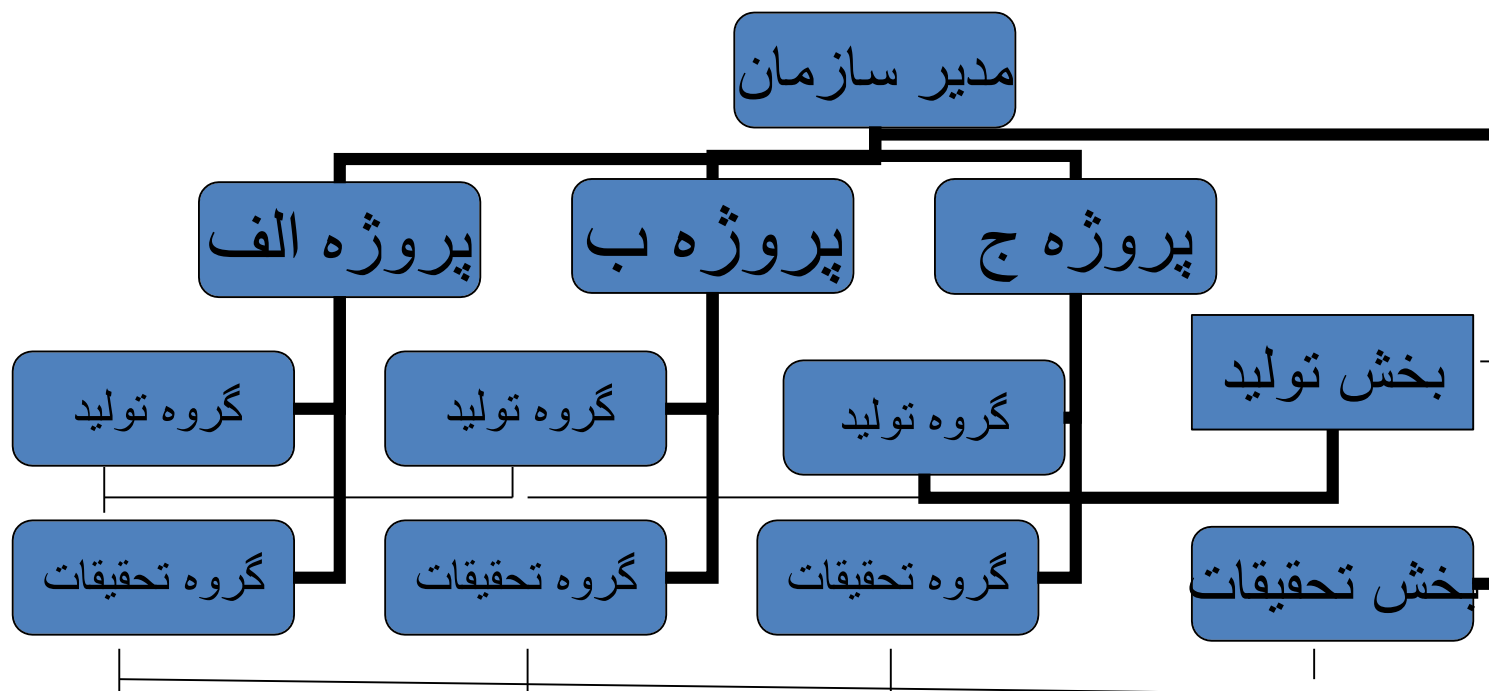 مدیر سازمان
پروژه ج
پروژه ب
پروژه الف
بخش تولید
گروه تولید
گروه تولید
گروه تولید
بخش تحقیقات
گروه تحقیقات
گروه تحقیقات
گروه تحقیقات